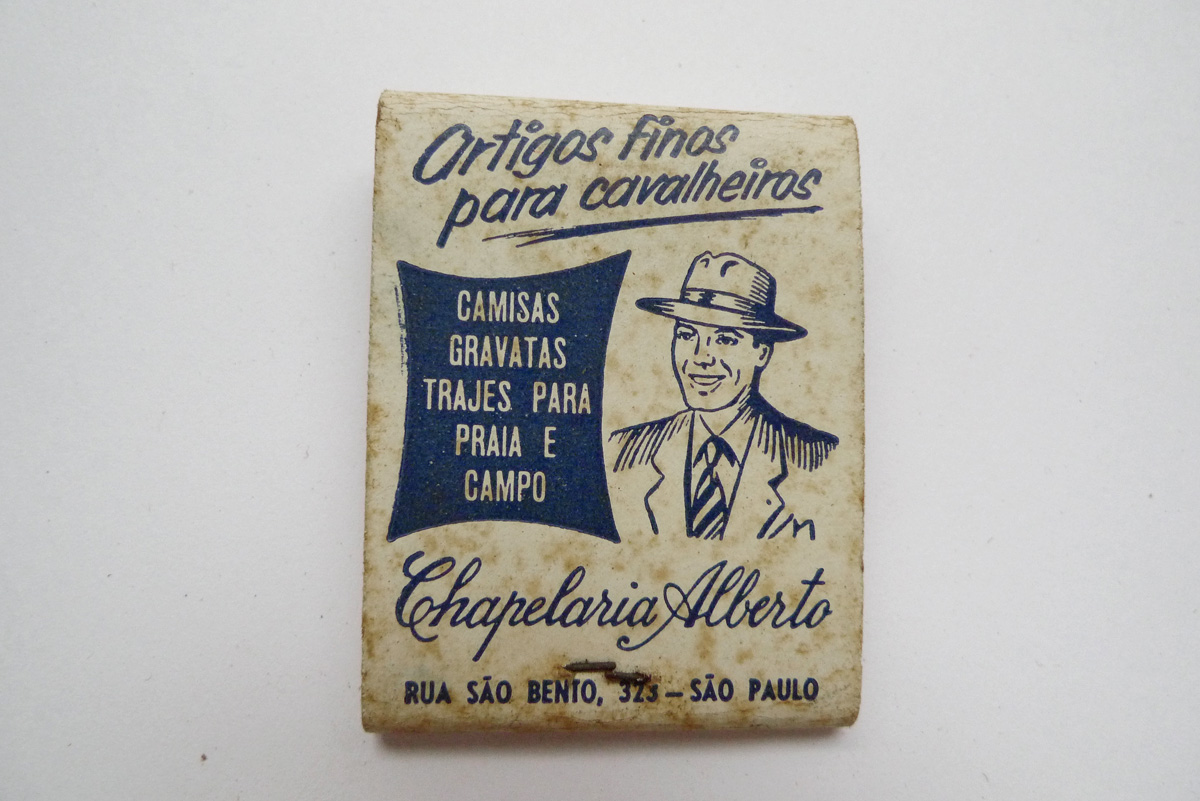 Artigos finos
para cavalheiros
CAMISAS
GRAVATAS
TRAJES PARA
PRAIA E
CAMPO
Chapelaria Alberto
RUA SÃO BENTO, 323 – SÃO PAULO